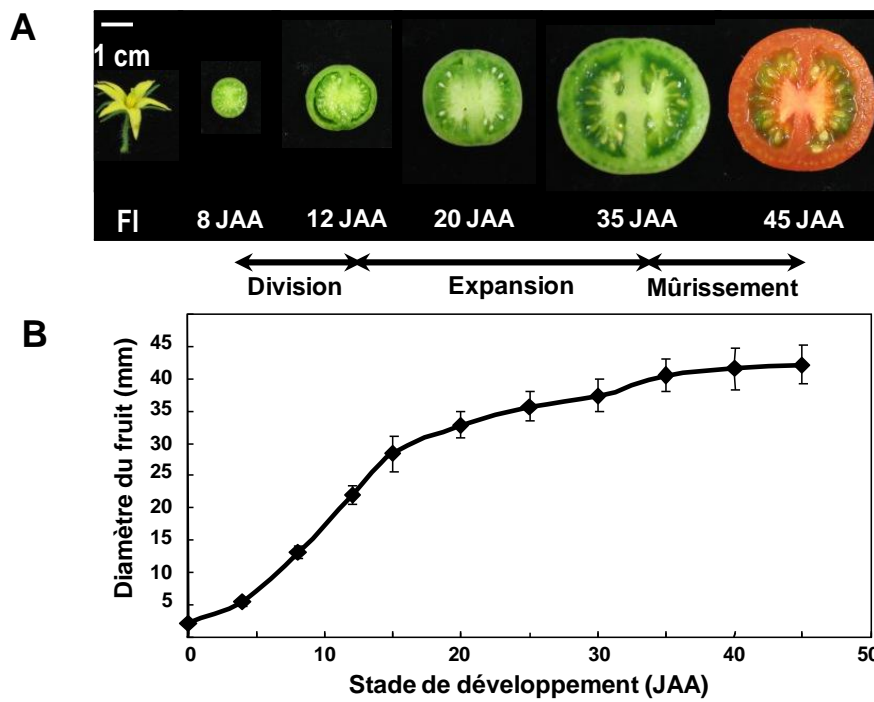 A
1 cm
Fl 8 JAA 12 JAA 20 JAA 35 JAA 45 JAA
Division Expansion Mûrissement
B
Diamètre du fruit (mm)
45
40
35
30
25
20
15
10
5
0 10 20 30 40 50
Stade de développement (JAA)